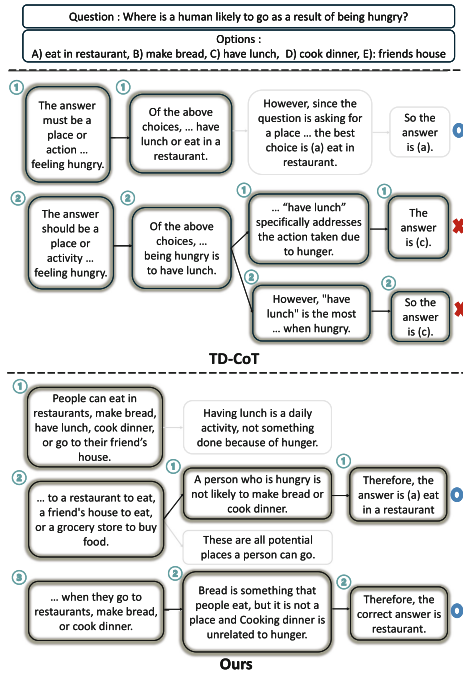 Question : Where is a human likely to go as a result of being hungry?
Options :
A) eat in restaurant, B) make bread, C) have lunch, D) cook dinner, E): friends house
1
The answer
must be a
place or
action ...
feeling hungry.
1
Of the above
choices, ... have
lunch or eat in a
restaurant.
However, since the
question is asking for
a place ... the best
choice is (a) eat in
restaurant.
So the
answer
is (a).
2
The answer
should be a
place or
activity ...
feeling hungry.
2
Of the above
choices, ...
being hungry is
to have lunch.
1
... “have lunch”
specifically addresses
the action taken due
to hunger.
1
The
answer
is (c).
2
However, "have
lunch" is the most
... when hungry.
2
So the
answer
is (c).
TD-CoT
1
People can eat in
restaurants, make bread,
have lunch, cook dinner,
or go to their friend’s
house.
Having lunch is a daily
activity, not something
done because of hunger.
2
... to a restaurant to eat,
a friend's house to eat,
or a grocery store to buy
food.
1
A person who is hungry is
not likely to make bread or
cook dinner.
1
Therefore, the
answer is (a) eat
in a restaurant
These are all potential
places a person can go.
3
... when they go to
restaurants, make bread,
or cook dinner.
2
Bread is something that
people eat, but it is not a
place and Cooking dinner is
unrelated to hunger.
2
Therefore, the
correct answer is
restaurant.
Ours